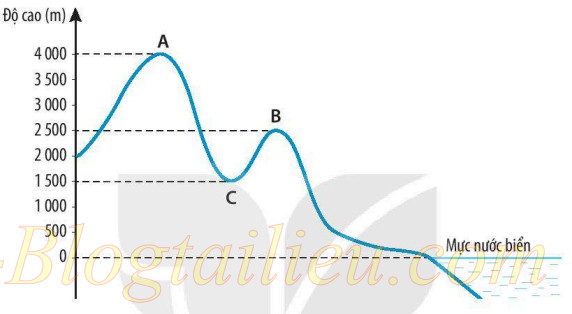 Độ cao (m)
A
4 000
3 500
3 000
B
2 500
2 000
1 500
C
1 000
500
Mực nước biển
0
-Blogtailieu.com